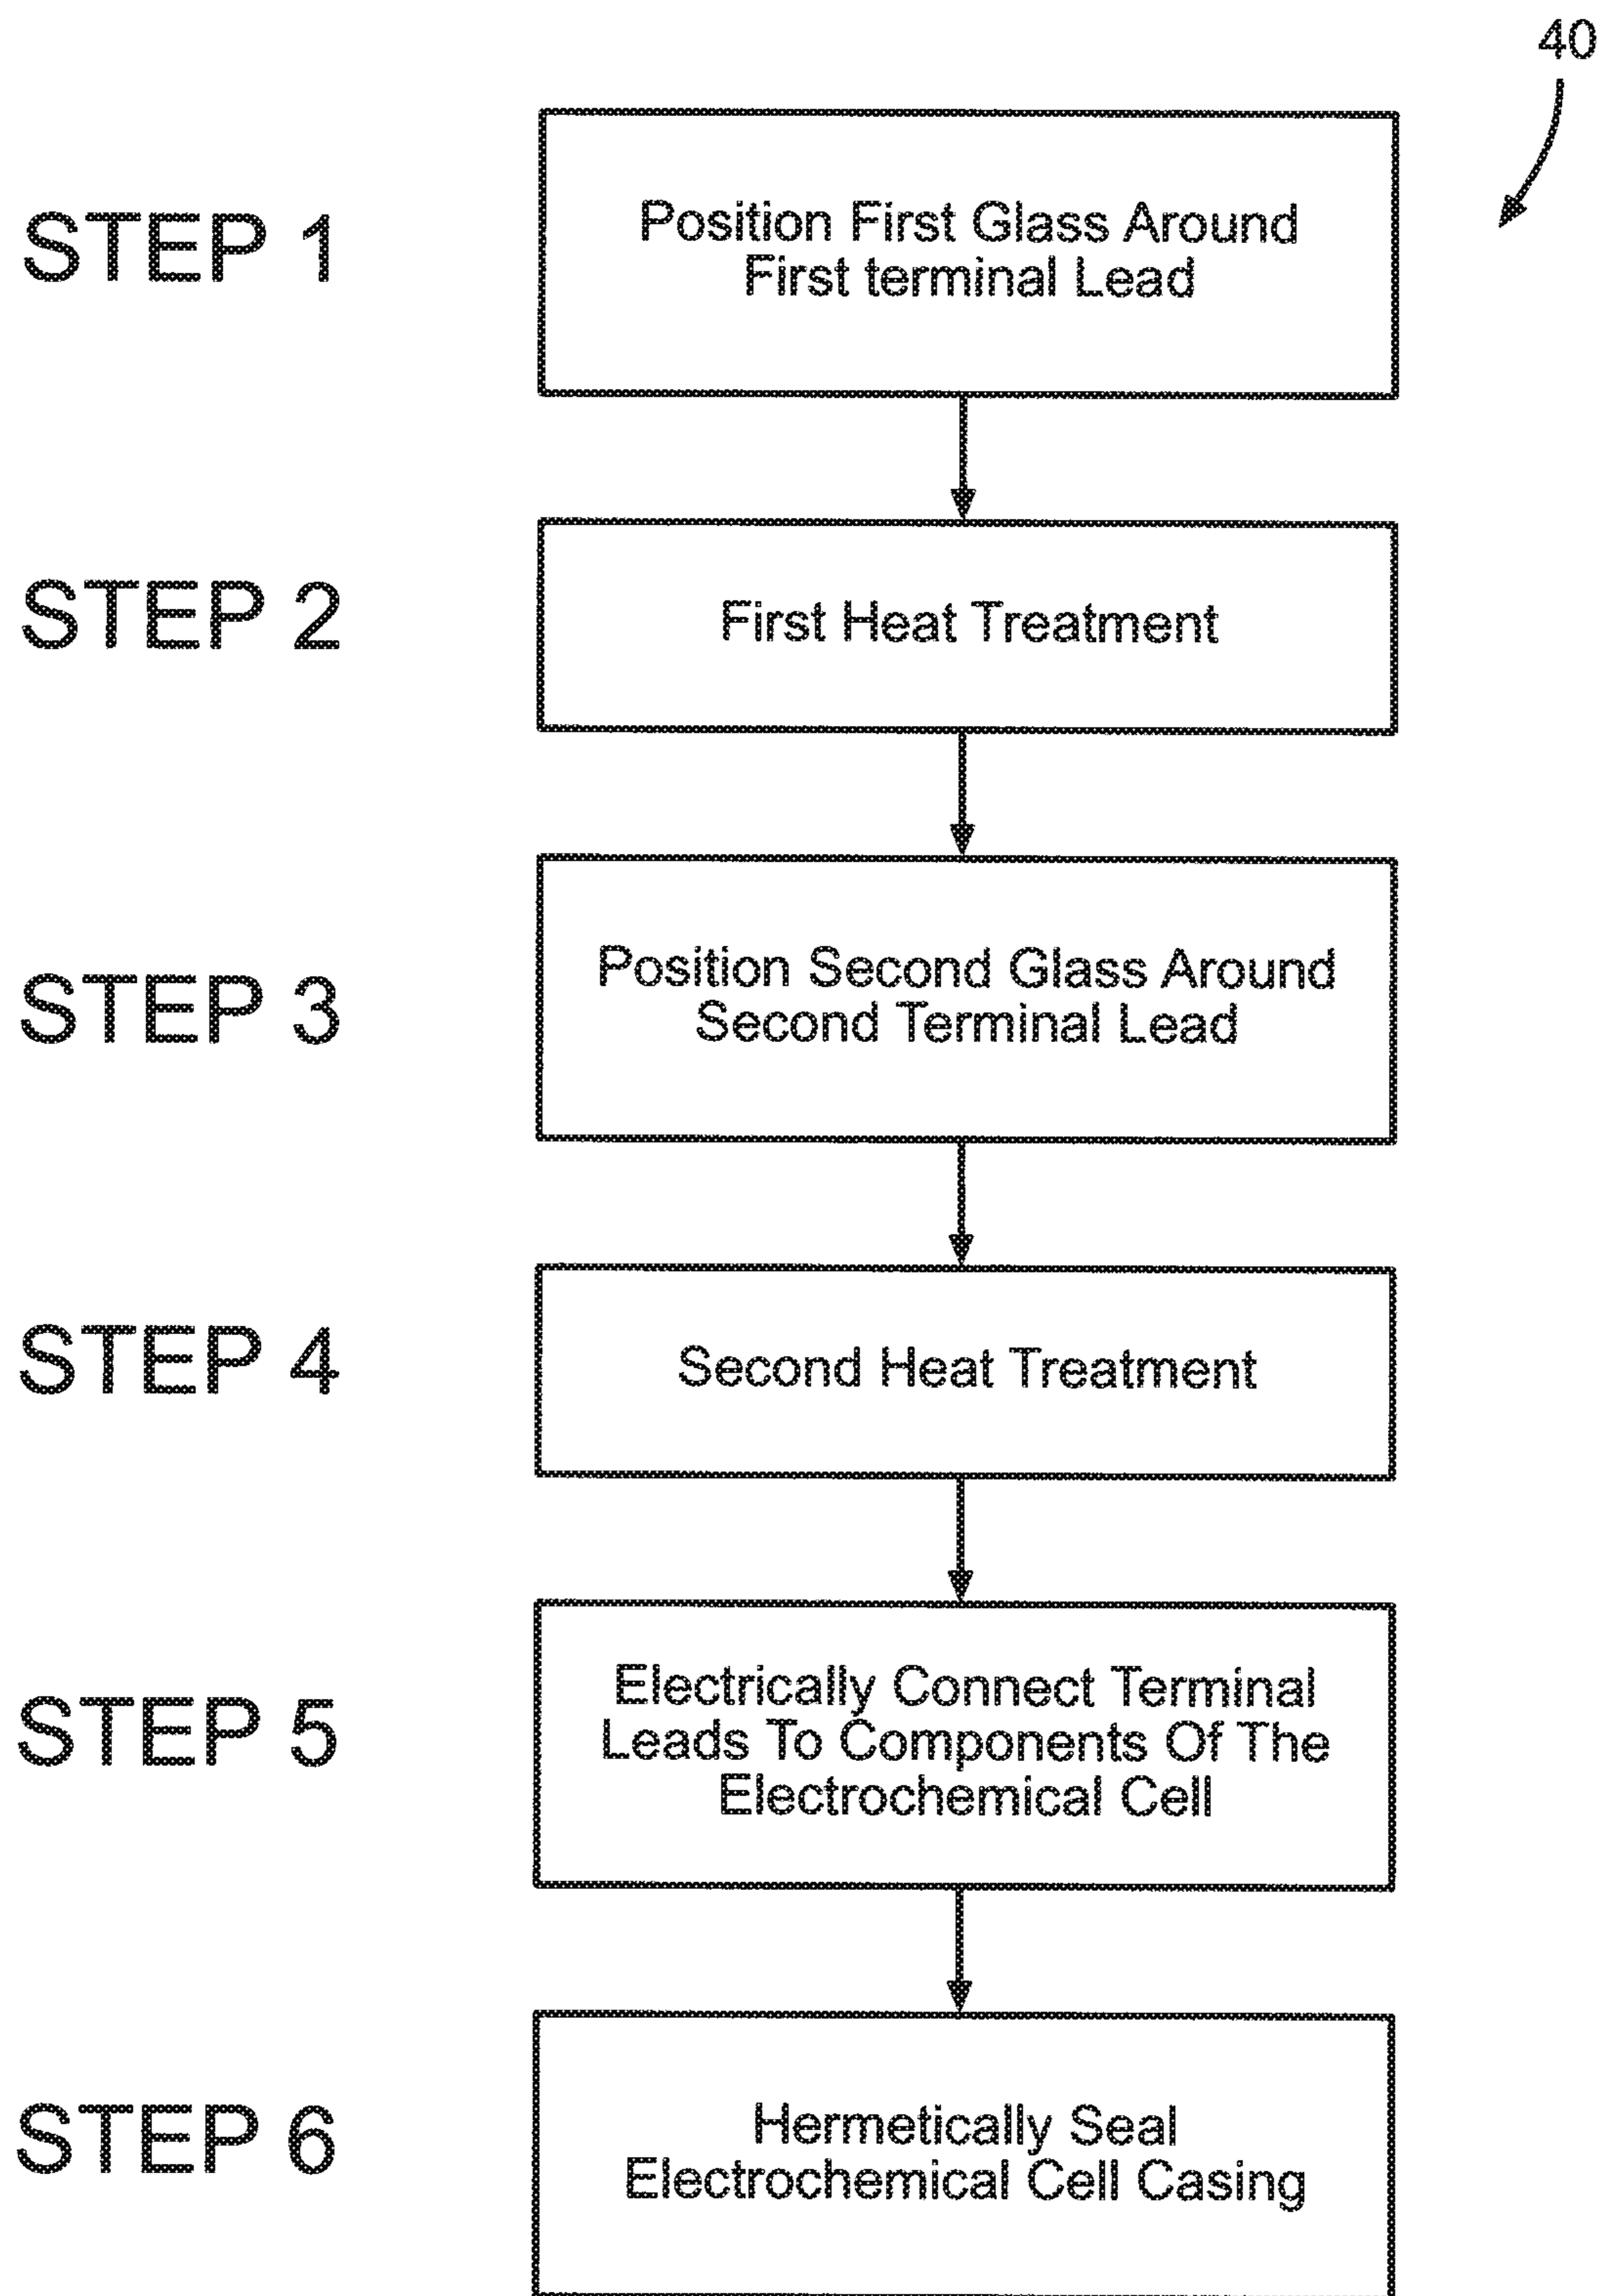 40
STEP 1
Position First Glass Around
First terminal Lead
STEP 2
First Heat Treatment
STEP 3
Position Second Glass Around
Second Terminal Lead
STEP 4
Second Heat Treatment
STEP 5
Electrically Connect Terminal
Leads To Components Of The
Electrochemical Cell
STEP 6
Hermetically Seal
Electrochemical Cell Casing